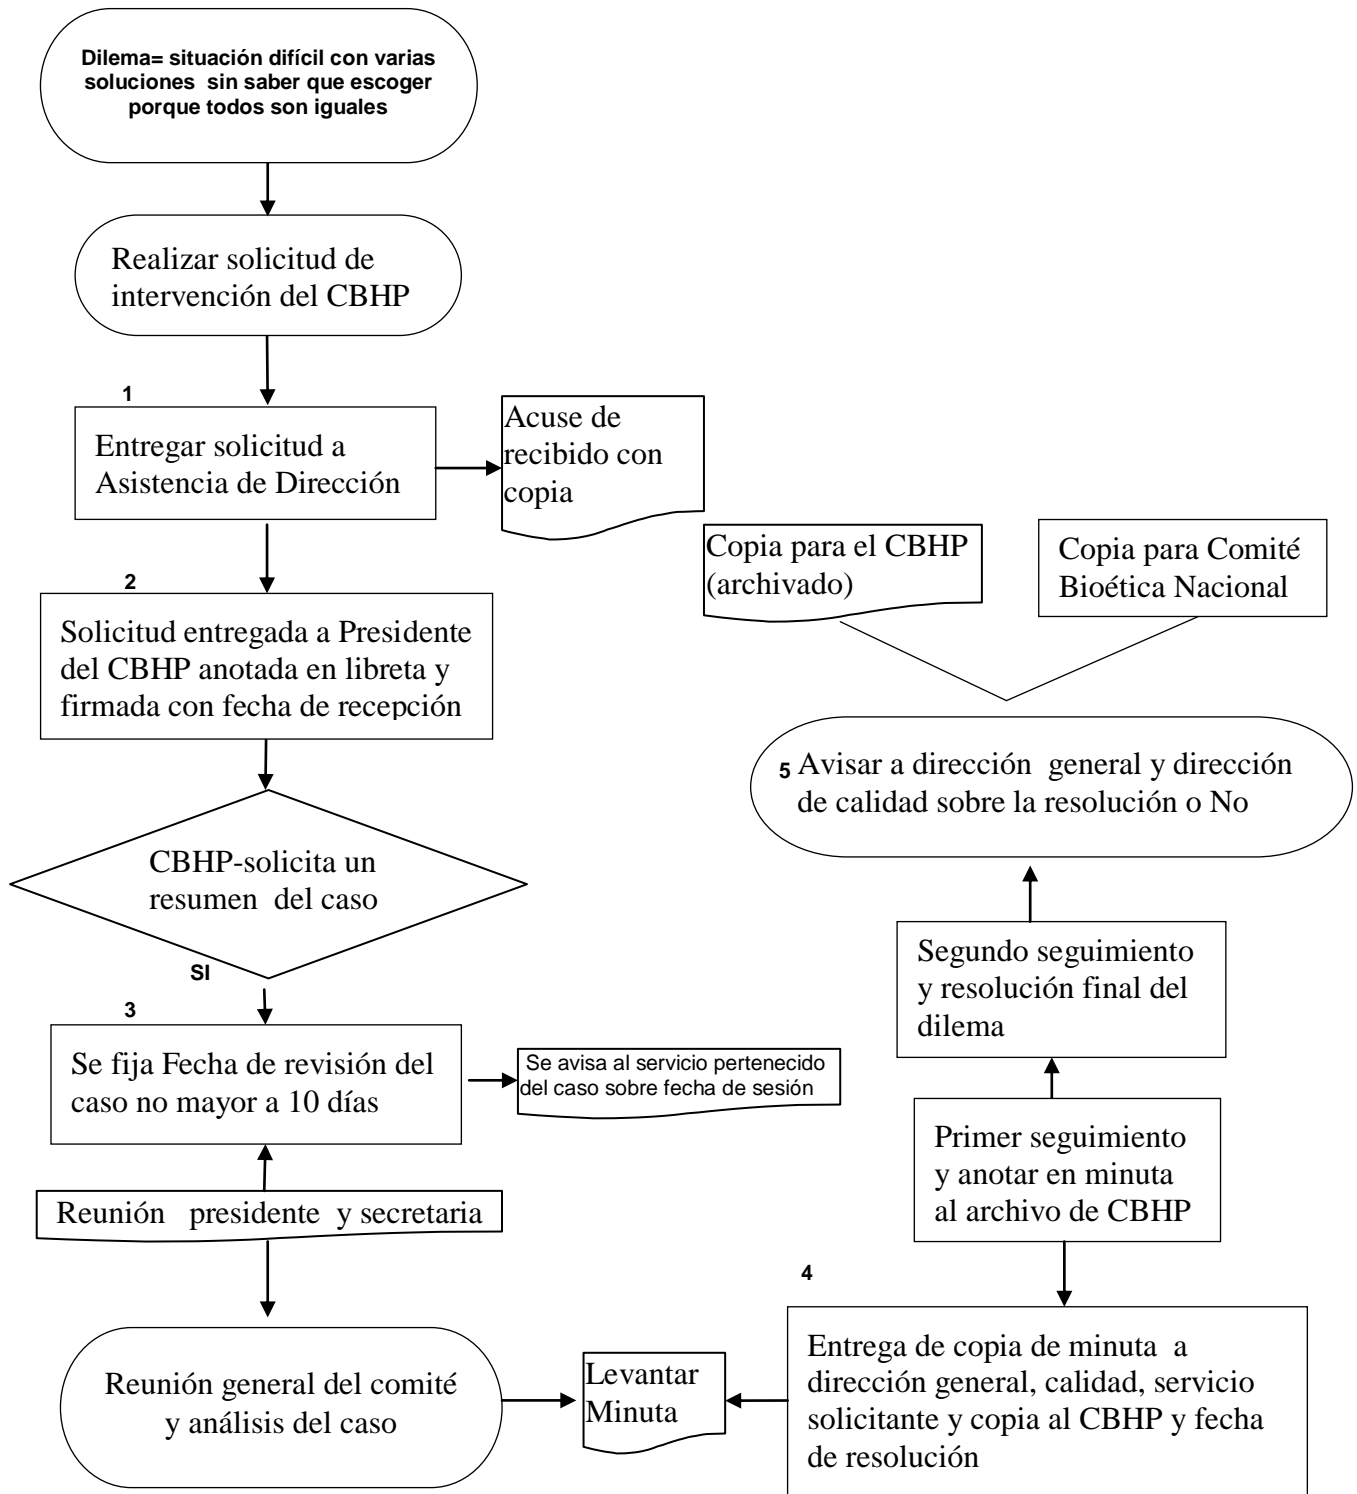 Dilema= situación difícil con varias
soluciones sin saber que escoger
porque todos son iguales
Realizar solicitud de
intervención del CBHP
1
Entregar solicitud a
Asistencia de Dirección
Acuse de
recibido con
copia
2
Solicitud entregada a Presidente
del CBHP anotada en libreta y
firmada con fecha de recepción
CBHP-solicita un
resumen del caso
SI
3
Se fija Fecha de revisión del
caso no mayor a 10 días
Se avisa al servicio pertenecido
del caso sobre fecha de sesión
Reunión presidente y secretaria
Reunión general del comité
y análisis del caso
Levantar
Minuta
4
Entrega de copia de minuta a
dirección general, calidad, servicio
solicitante y copia al CBHP y fecha
de resolución
Primer seguimiento
y anotar en minuta
al archivo de CBHP
Segundo seguimiento
y resolución final del
dilema
5 Avisar a dirección general y dirección
de calidad sobre la resolución o No
Copia para el CBHP
(archivado)
Copia para Comité
Bioética Nacional